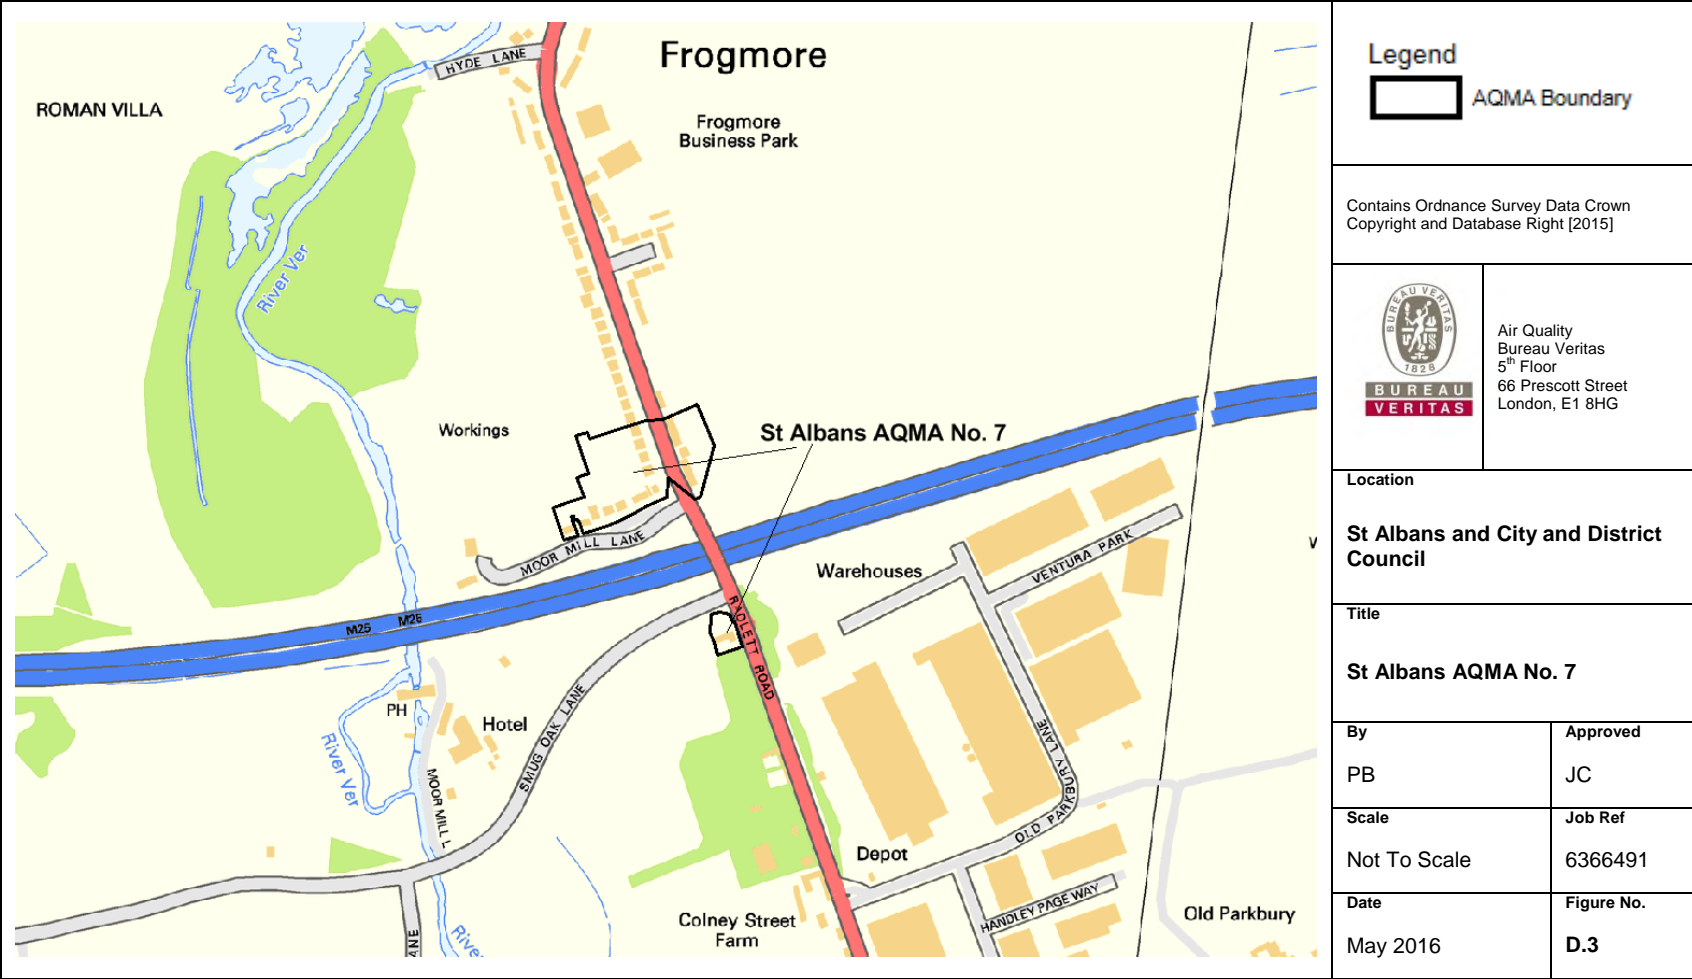 Frogmore
HYDE LANE
ROMAN VILLA
Frogmore
Business Park
River Ver
Workings
St Albans AQMA No. 7
MOOR MILL LANE
Warehouses
VENTURA PARK
M25 M25
RADLETT ROAD
PH
Hotel
SMUG OAK LANE
River Ver
MOOR MILL L
OLD PARKBURY LANE
Depot
HANDLEY PAGE WAY
Colney Street
Farm
Old Parkbury
ANE
River
Legend
AQMA Boundary
Contains Ordnance Survey Data Crown
Copyright and Database Right [2015]
BUREAU VERITAS
1828
BUREAU
VERITAS
Air Quality
Bureau Veritas
5th Floor
66 Prescott Street
London, E1 8HG
Location
St Albans and City and District
Council
Title
St Albans AQMA No. 7
By
Approved
PB
JC
Scale
Job Ref
Not To Scale
6366491
Date
Figure No.
May 2016
D.3